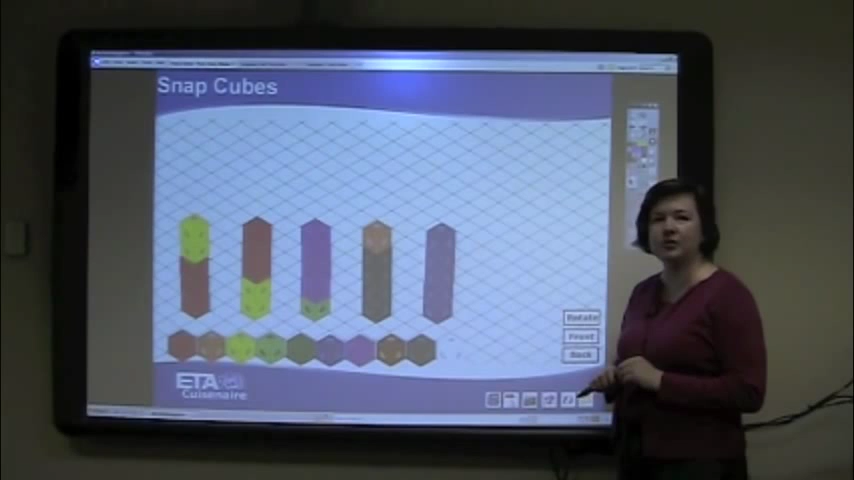 Snap Cubes
Rotate
Front
Back
ETA
Cuisenaire